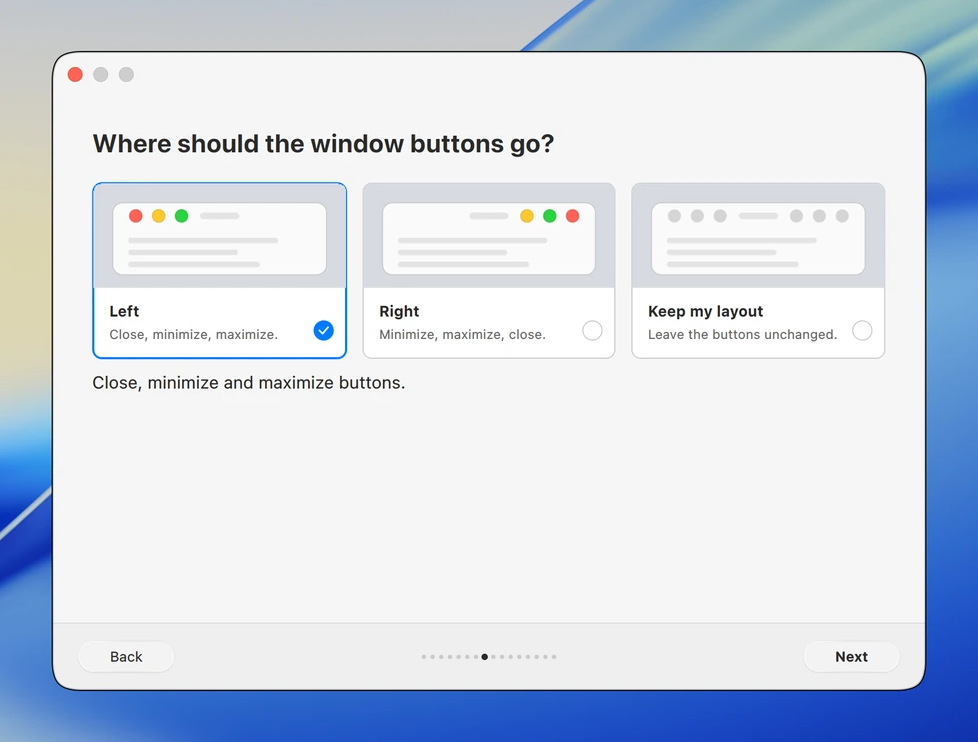 Where should the window buttons go?
Left
Close, minimize, maximize.
Right
Minimize, maximize, close.
Keep my layout
Leave the buttons unchanged.
Close, minimize and maximize buttons.
Back
Next